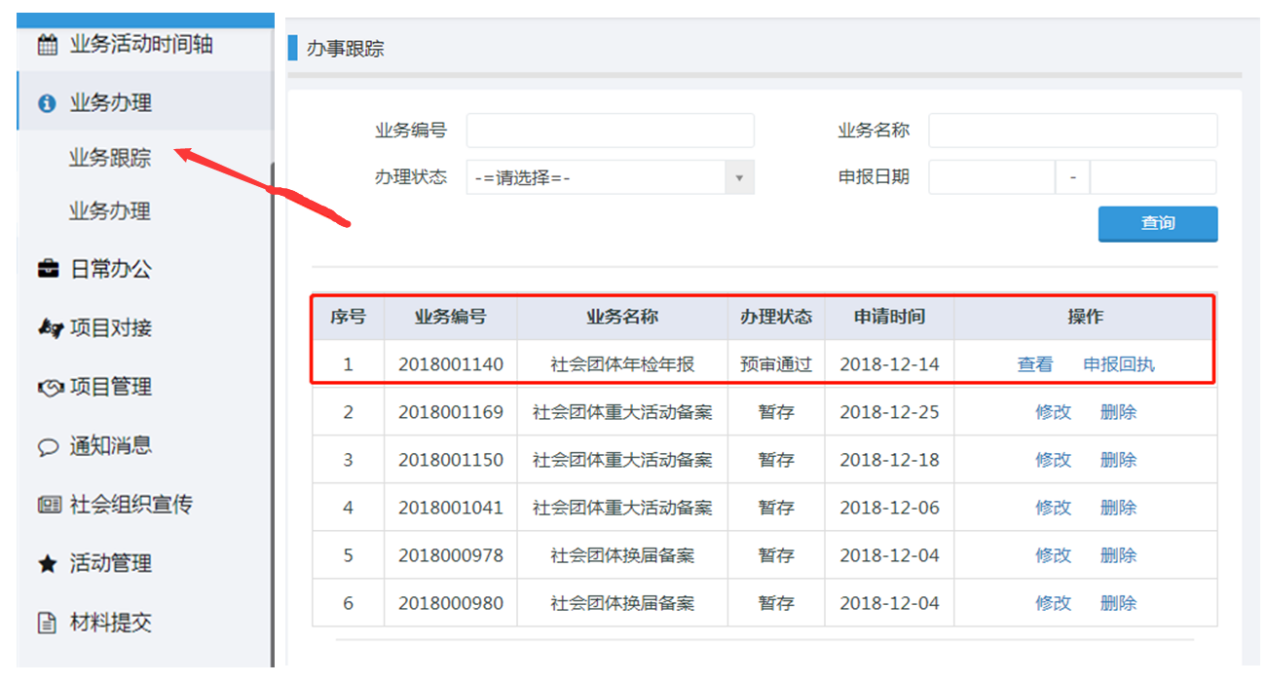 业务活动时间轴
业务办理
业务跟踪
业务办理
日常办公
项目对接
项目管理
通知消息
社会组织宣传
活动管理
材料提交
办事跟踪
业务编号 业务名称
办理状态 -=请选择=- 申报日期 -
查询
序号 业务编号 业务名称 办理状态 申请时间 操作
1 2018001140 社会团体年检年报 预审通过 2018-12-14 查看 申报回执
2 2018001169 社会团体重大活动备案 暂存 2018-12-25 修改 删除
3 2018001150 社会团体重大活动备案 暂存 2018-12-18 修改 删除
4 2018001041 社会团体重大活动备案 暂存 2018-12-06 修改 删除
5 2018000978 社会团体换届备案 暂存 2018-12-04 修改 删除
6 2018000980 社会团体换届备案 暂存 2018-12-04 修改 删除